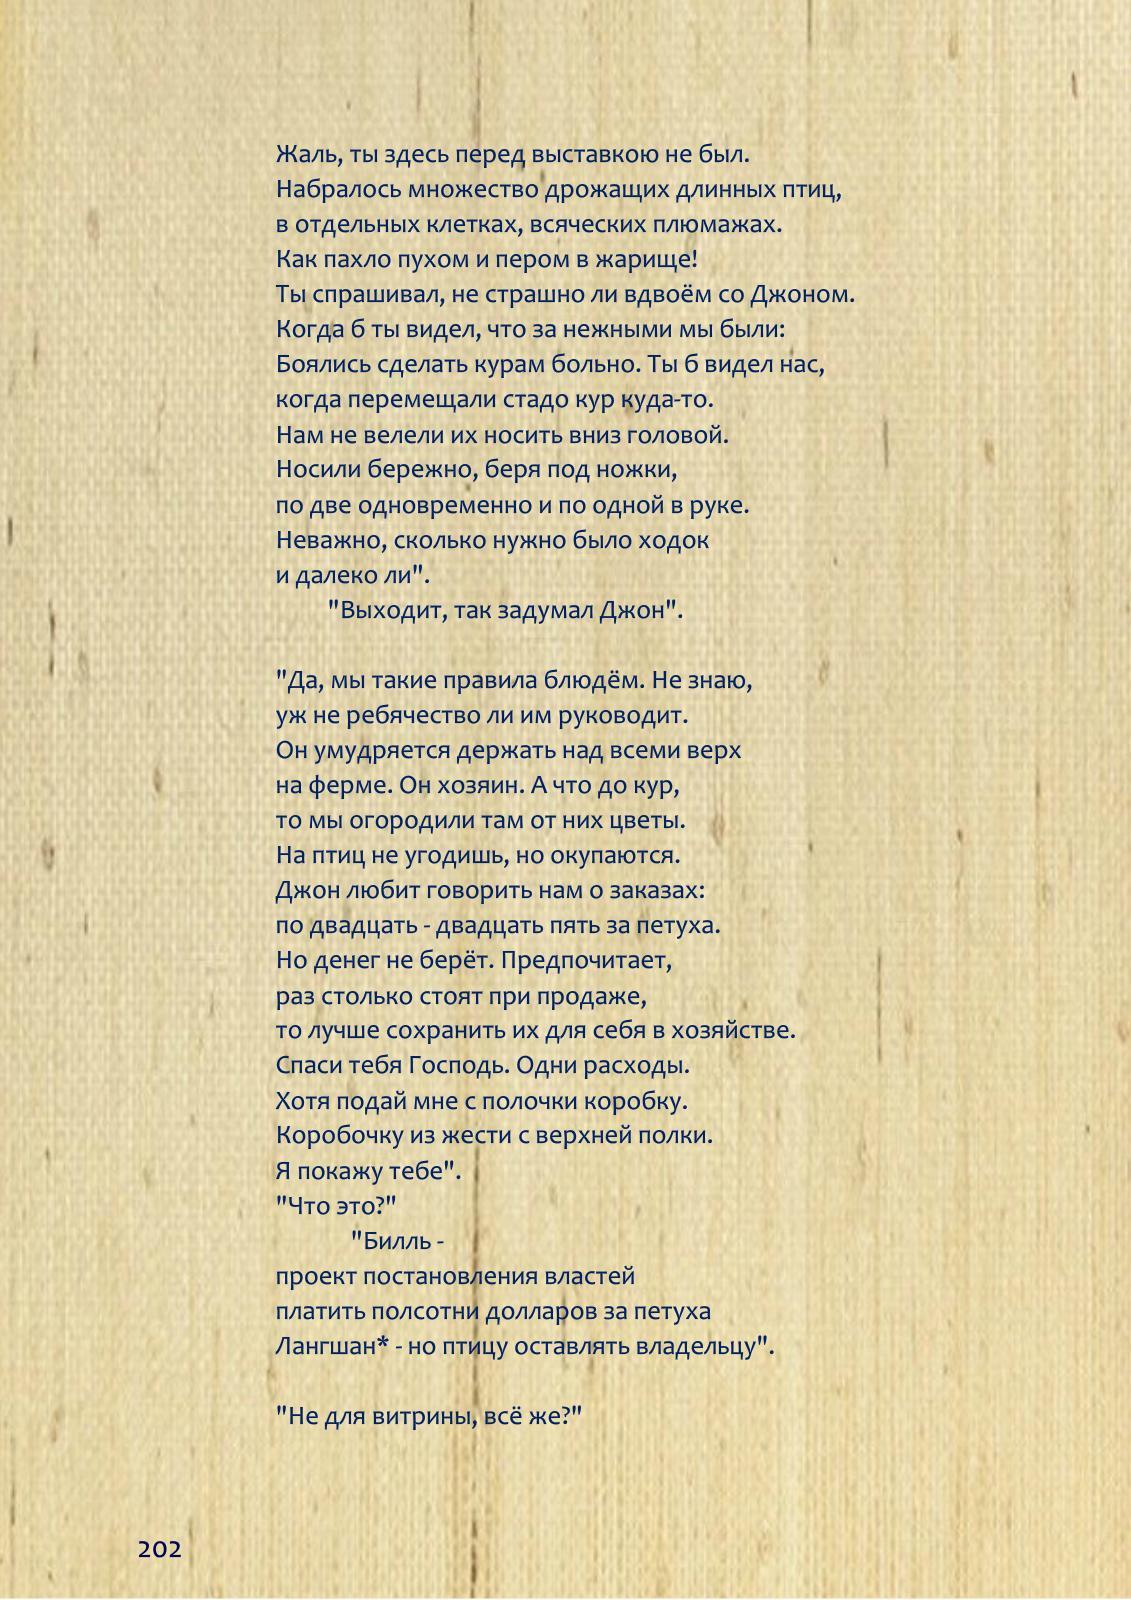 Жаль, ты здесь перед выставкою не был.
Набралось множество дрожащих длинных птиц,
в отдельных клетках, всяческих плюмажах.
Как пахло пухом и пером в жарище!
Ты спрашивал, не страшно ли вдвоём со Джоном.
Когда б ты видел, что за нежными мы были:
Боялись сделать курам больно. Ты б видел нас,
когда перемещали стадо кур куда-то.
Нам не велели их носить вниз головой.
Носили бережно, беря под ножки,
по две одновременно и по одной в руке.
Неважно, сколько нужно было ходок
и далеко ли".
"Выходит, так задумал Джон".
"Да, мы такие правила блюдём. Не знаю,
уж не ребячество ли им руководит.
Он умудряется держать над всеми верх
на ферме. Он хозяин. А что до кур,
то мы огородили там от них цветы.
На птиц не угодишь, но окупаются.
Джон любит говорить нам о заказах:
по двадцать - двадцать пять за петуха.
Но денег не берёт. Предпочитает,
раз столько стоят при продаже,
то лучше сохранить их для себя в хозяйстве.
Спаси тебя Господь. Одни расходы.
Хотя подай мне с полочки коробку.
Коробочку из жести с верхней полки.
Я покажу тебе".
"Что это?"
"Билль -
проект постановления властей
платить полсотни долларов за петуха
Лангшан* - но птицу оставлять владельцу".
"Не для витрины, всё же?"
202